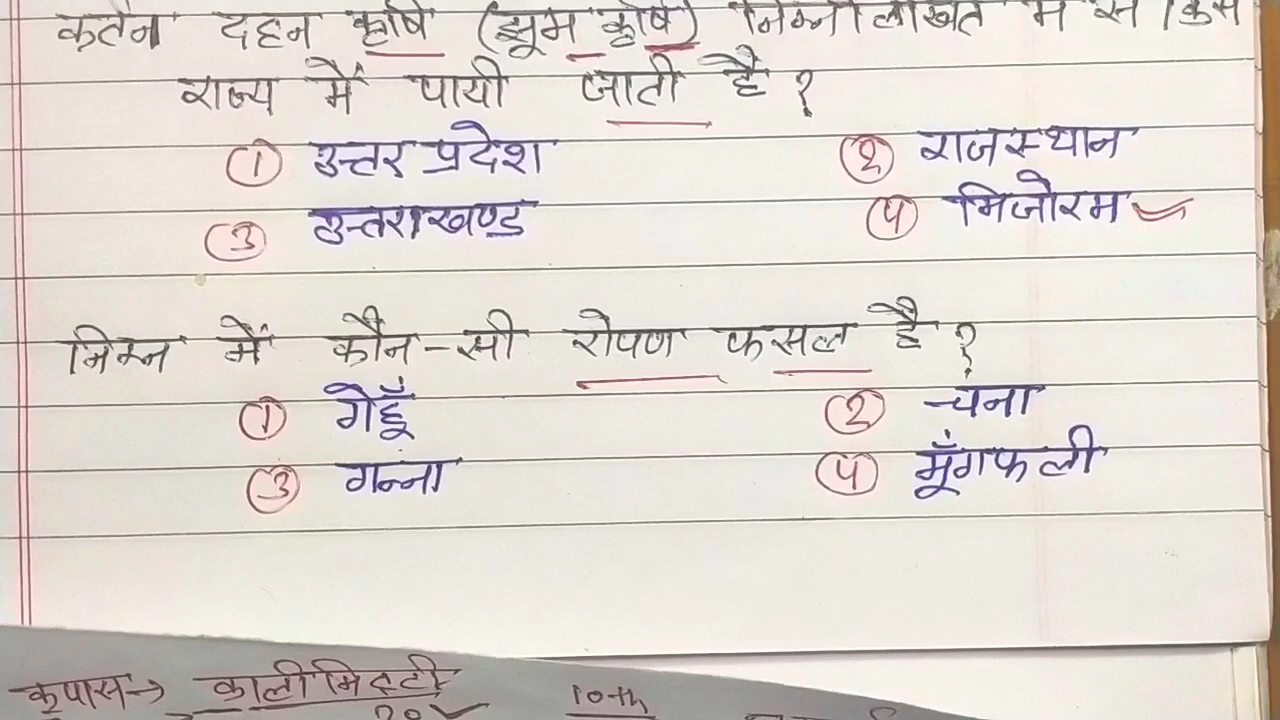 कर्तन दहन कृषि (झूम कृषि) निम्नलिखित में से किस
राज्य में पायी जाती है ?
① उत्तर प्रदेश ② राजस्थान
③ उत्तराखण्ड ④ मिजोरम
निम्न में कौन-सी रोपण फसल है ?
① गेहूँ ② चना
③ गन्ना ④ मूँगफली
कपास→ काली मिट्टी 10th